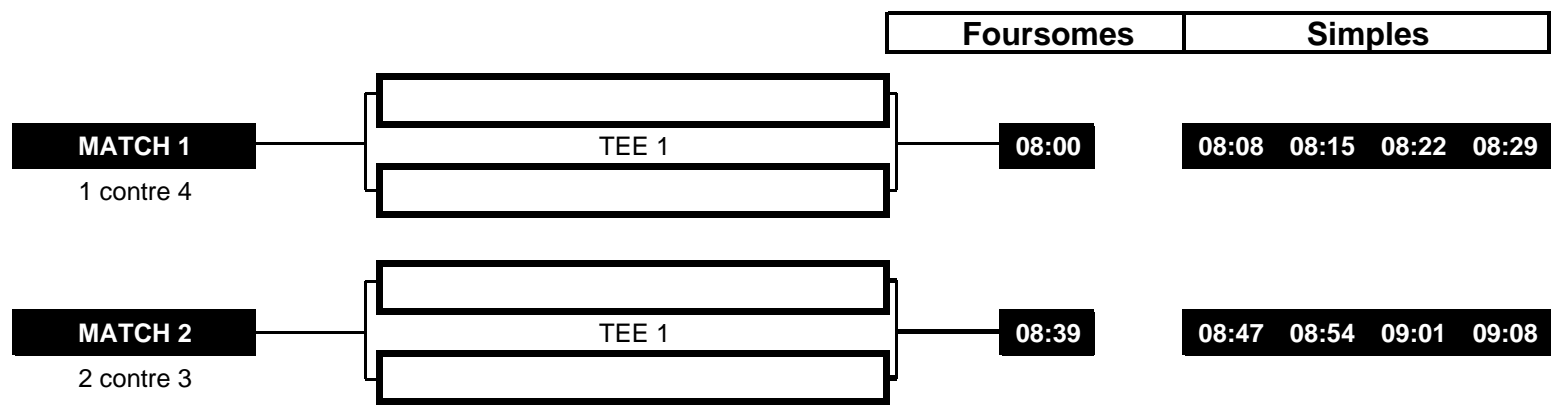 Foursomes Simples
MATCH 1 TEE 1 08:00 08:08 08:15 08:22 08:29
1 contre 4
MATCH 2 TEE 1 08:39 08:47 08:54 09:01 09:08
2 contre 3